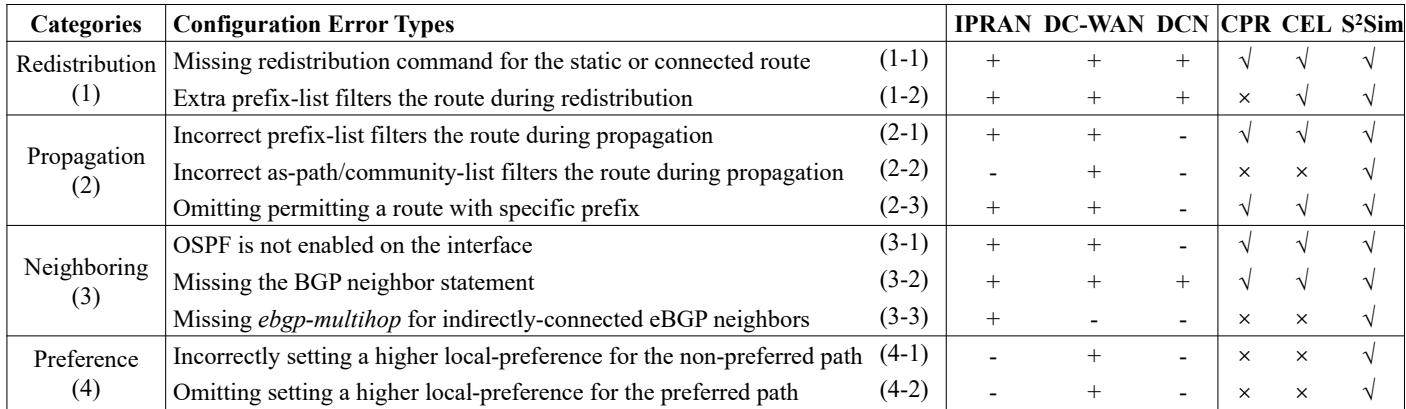 Categories Configuration Error Types IPRAN DC-WAN DCN CPR CEL S²Sim
Redistribution (1)
Missing redistribution command for the static or connected route (1-1) + + + √ √ √
Extra prefix-list filters the route during redistribution (1-2) + + + × √ √
Propagation (2)
Incorrect prefix-list filters the route during propagation (2-1) + + - √ √ √
Incorrect as-path/community-list filters the route during propagation (2-2) - + - × × √
Omitting permitting a route with specific prefix (2-3) + + - √ √ √
Neighboring (3)
OSPF is not enabled on the interface (3-1) + + - √ √ √
Missing the BGP neighbor statement (3-2) + + + √ √ √
Missing ebgp-multihop for indirectly-connected eBGP neighbors (3-3) + - - × × √
Preference (4)
Incorrectly setting a higher local-preference for the non-preferred path (4-1) - + - × × √
Omitting setting a higher local-preference for the preferred path (4-2) - + - × × √